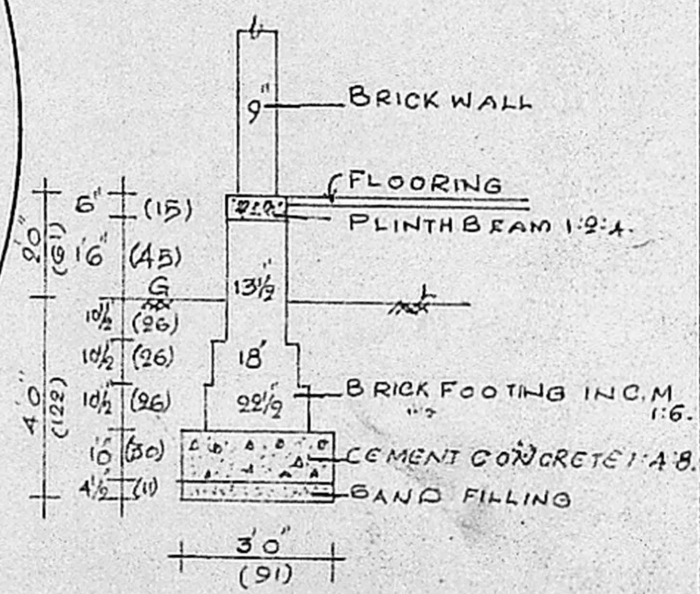 9"
BRICK WALL
FLOORING
6" (15)
PLINTH BEAM 1:2:4.
2'0" (61)
1'6" (45)
13½"
G L
10½" (26)
10½" (26)
18"
10½" (26)
22½"
BRICK FOOTING IN C.M 1:6.
4'0" (122)
1'0" (30)
CEMENT CONCRETE 1:4:8.
4½" (11)
SAND FILLING
3'0"
(91)